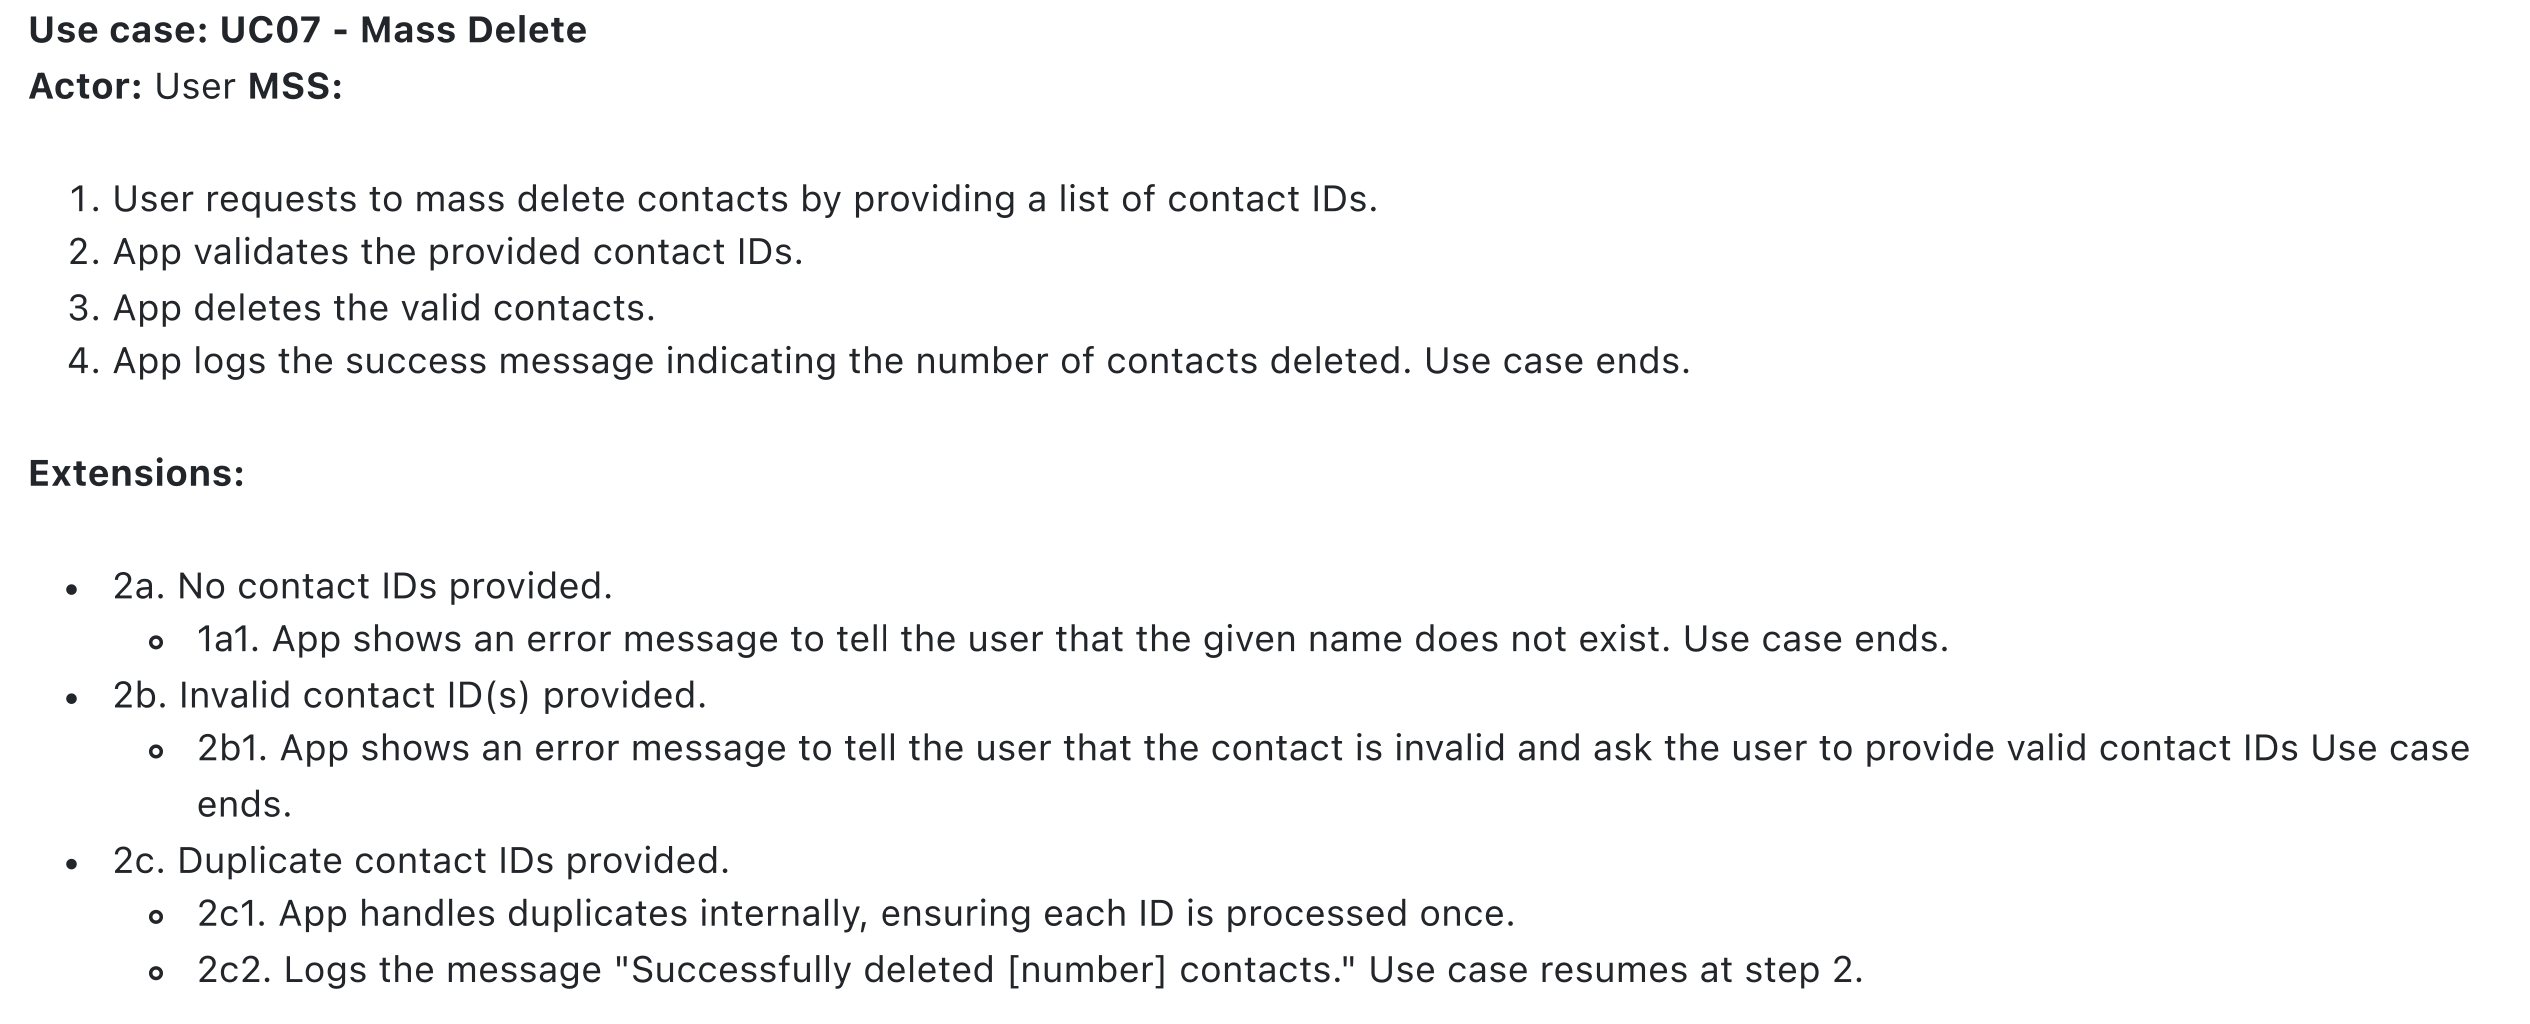 Use case: UC07 - Mass Delete
Actor: User MSS:
1. User requests to mass delete contacts by providing a list of contact IDs.
2. App validates the provided contact IDs.
3. App deletes the valid contacts.
4. App logs the success message indicating the number of contacts deleted. Use case ends.
Extensions:
• 2a. No contact IDs provided.
◦ 1a1. App shows an error message to tell the user that the given name does not exist. Use case ends.
• 2b. Invalid contact ID(s) provided.
◦ 2b1. App shows an error message to tell the user that the contact is invalid and ask the user to provide valid contact IDs Use case
ends.
• 2c. Duplicate contact IDs provided.
◦ 2c1. App handles duplicates internally, ensuring each ID is processed once.
◦ 2c2. Logs the message "Successfully deleted [number] contacts." Use case resumes at step 2.